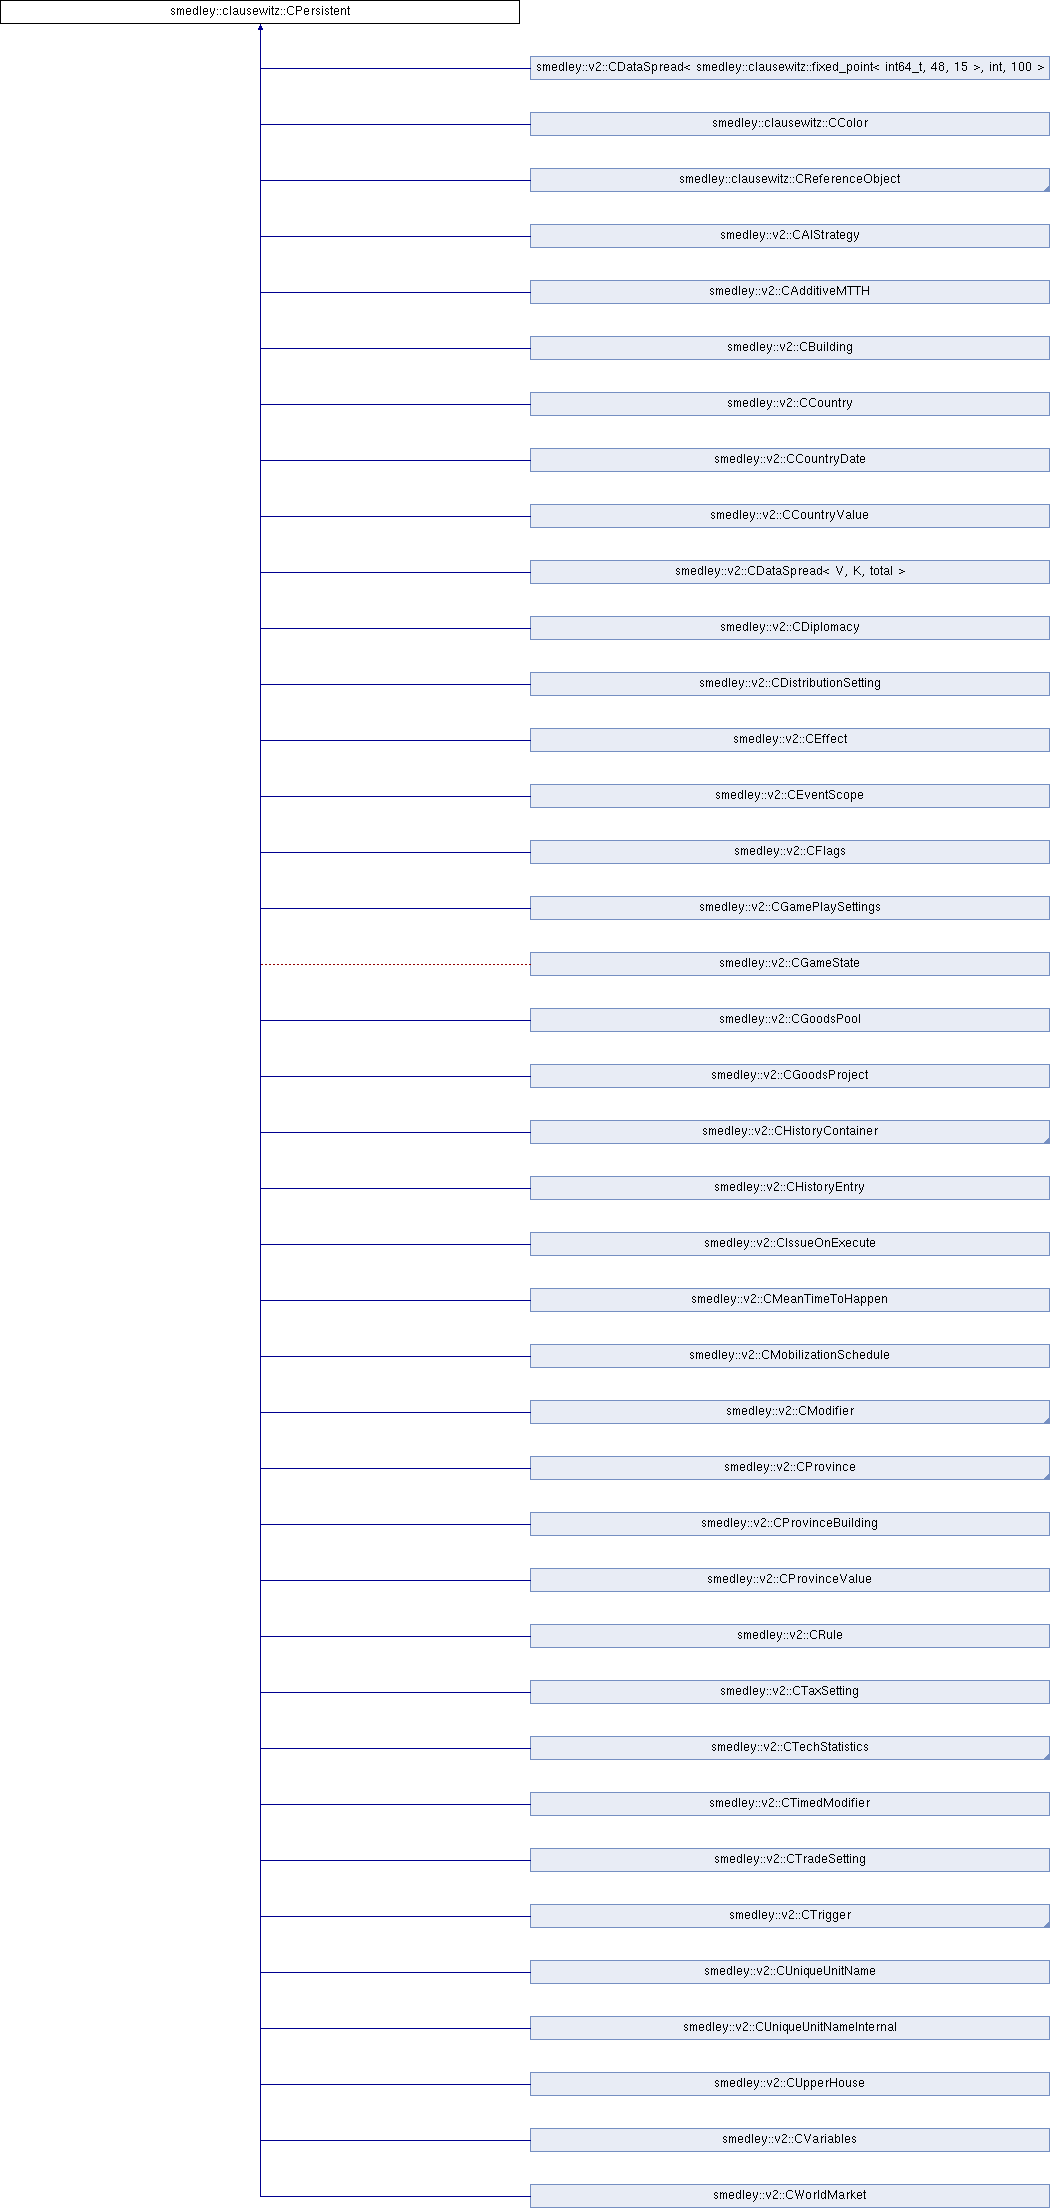 smedley::clausewitz::CPersistent
smedley::v2::CDataSpread< smedley::clausewitz::fixed_point< int64_t, 48, 15 >, int, 100 >
smedley::clausewitz::CColor
smedley::clausewitz::CReferenceObject
smedley::v2::CAIStrategy
smedley::v2::CAdditiveMTTH
smedley::v2::CBuilding
smedley::v2::CCountry
smedley::v2::CCountryDate
smedley::v2::CCountryValue
smedley::v2::CDataSpread< V, K, total >
smedley::v2::CDiplomacy
smedley::v2::CDistributionSetting
smedley::v2::CEffect
smedley::v2::CEventScope
smedley::v2::CFlags
smedley::v2::CGamePlaySettings
smedley::v2::CGameState
smedley::v2::CGoodsPool
smedley::v2::CGoodsProject
smedley::v2::CHistoryContainer
smedley::v2::CHistoryEntry
smedley::v2::CIssueOnExecute
smedley::v2::CMeanTimeToHappen
smedley::v2::CMobilizationSchedule
smedley::v2::CModifier
smedley::v2::CProvince
smedley::v2::CProvinceBuilding
smedley::v2::CProvinceValue
smedley::v2::CRule
smedley::v2::CTaxSetting
smedley::v2::CTechStatistics
smedley::v2::CTimedModifier
smedley::v2::CTradeSetting
smedley::v2::CTrigger
smedley::v2::CUniqueUnitName
smedley::v2::CUniqueUnitNameInternal
smedley::v2::CUpperHouse
smedley::v2::CVariables
smedley::v2::CWorldMarket